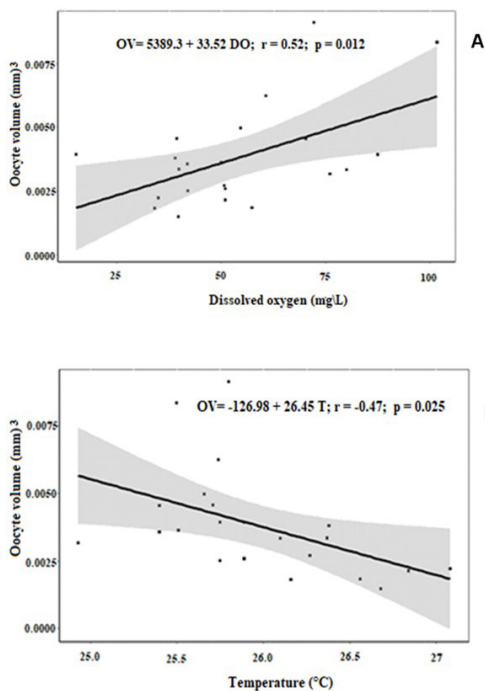 OV= 5389.3 + 33.52 DO; r = 0.52; p = 0.012
A
Oocyte volume (mm)3
0.0075
0.0050
0.0025
0.0000
25 50 75 100
Dissolved oxygen (mg\L)
OV= -126.98 + 26.45 T; r = -0.47; p = 0.025
Oocyte volume (mm)3
0.0075
0.0050
0.0025
0.0000
25.0 25.5 26.0 26.5 27
Temperature (°C)